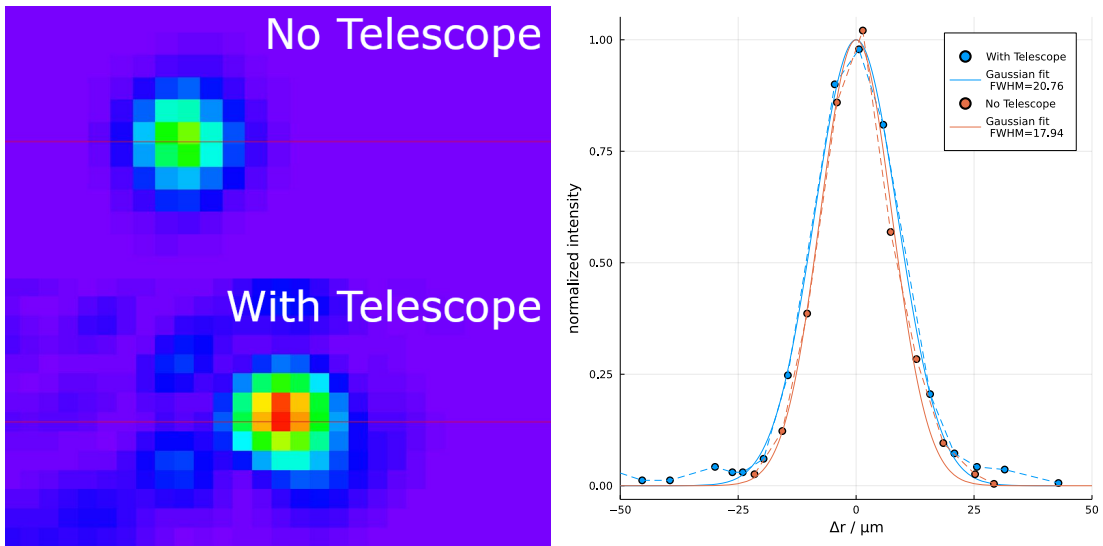 No Telescope
With Telescope
normalized intensity
1.00
0.75
0.50
0.25
0.00
−50
−25
0
25
50
Δr / μm
With Telescope
Gaussian fit
FWHM=20.76
No Telescope
Gaussian fit
FWHM=17.94